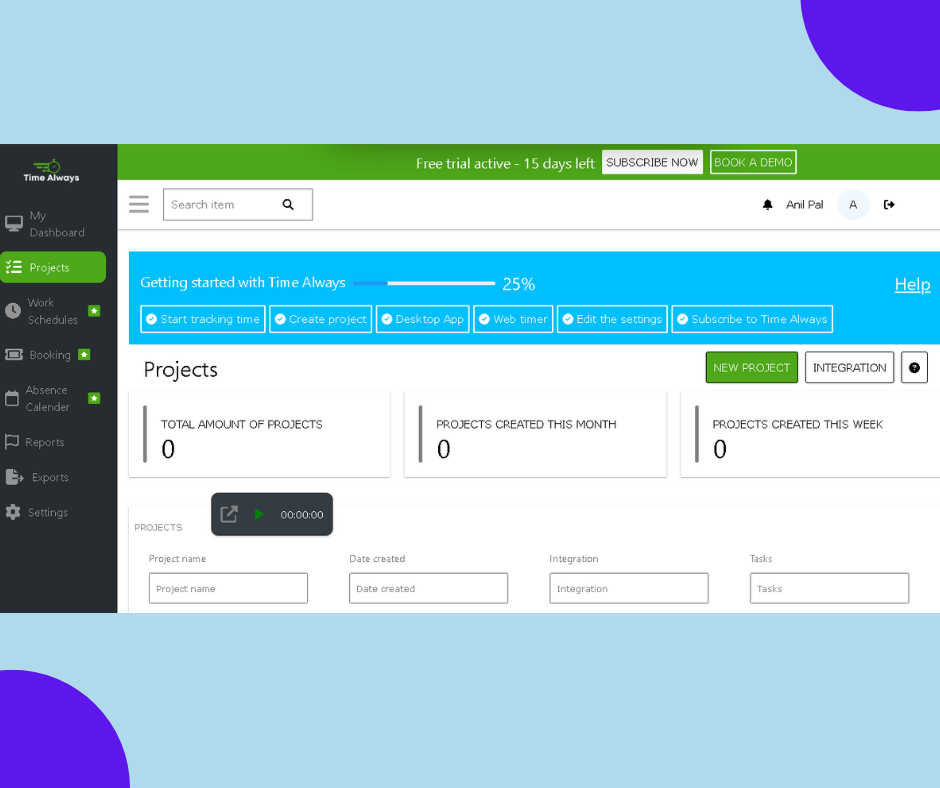 Time Always
My
Dashboard
Projects
Work
Schedules
Booking
Absence
Calender
Reports
Exports
Settings
Free trial active - 15 days left SUBSCRIBE NOW BOOK A DEMO
Search item
Anil Pal A
Getting started with Time Always 25% Help
Start tracking time Create project Desktop App Web timer Edit the settings Subscribe to Time Always
Projects NEW PROJECT INTEGRATION ?
TOTAL AMOUNT OF PROJECTS
0
PROJECTS CREATED THIS MONTH
0
PROJECTS CREATED THIS WEEK
0
00:00:00
PROJECTS
Project name Date created Integration Tasks
Project name Date created Integration Tasks